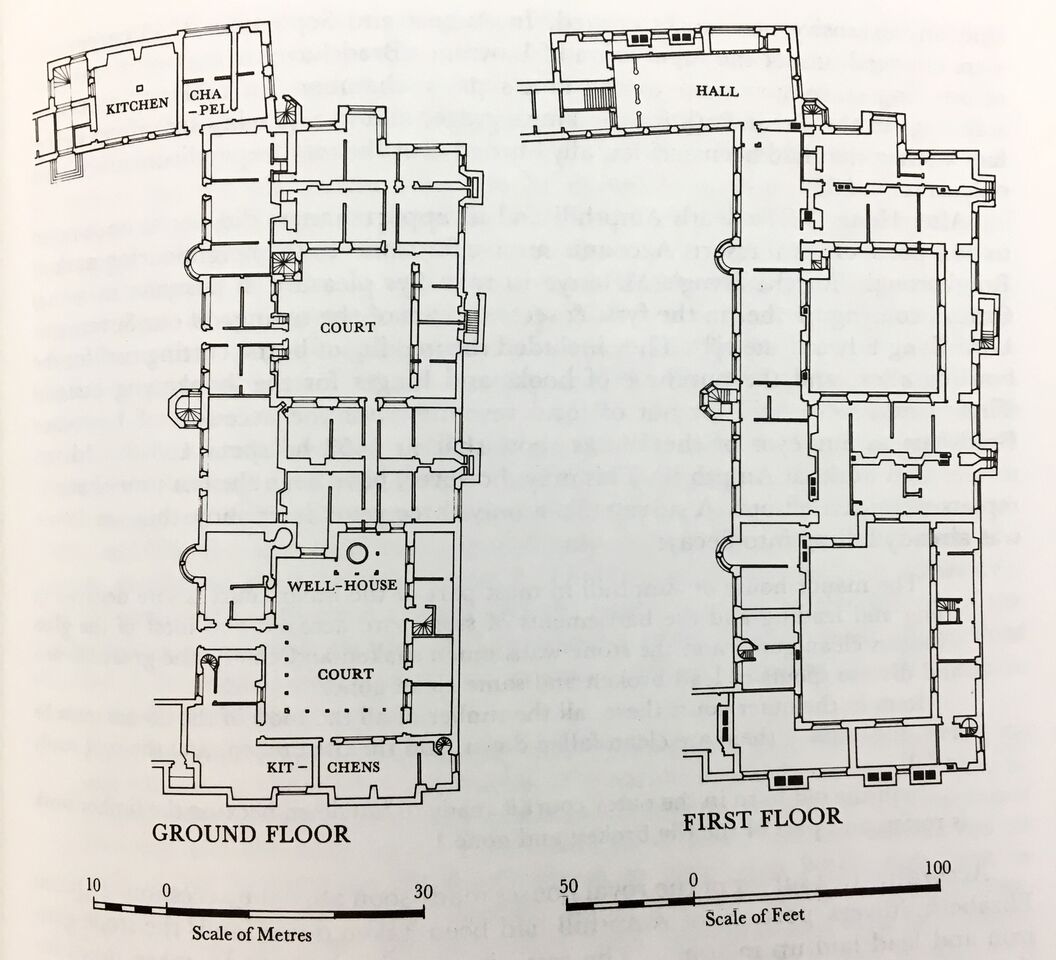 KITCHEN
CHA
-PEL
HALL
COURT
WELL-HOUSE
COURT
KIT- CHENS
GROUND FLOOR
FIRST FLOOR
10 0 30
Scale of Metres
50 0 100
Scale of Feet